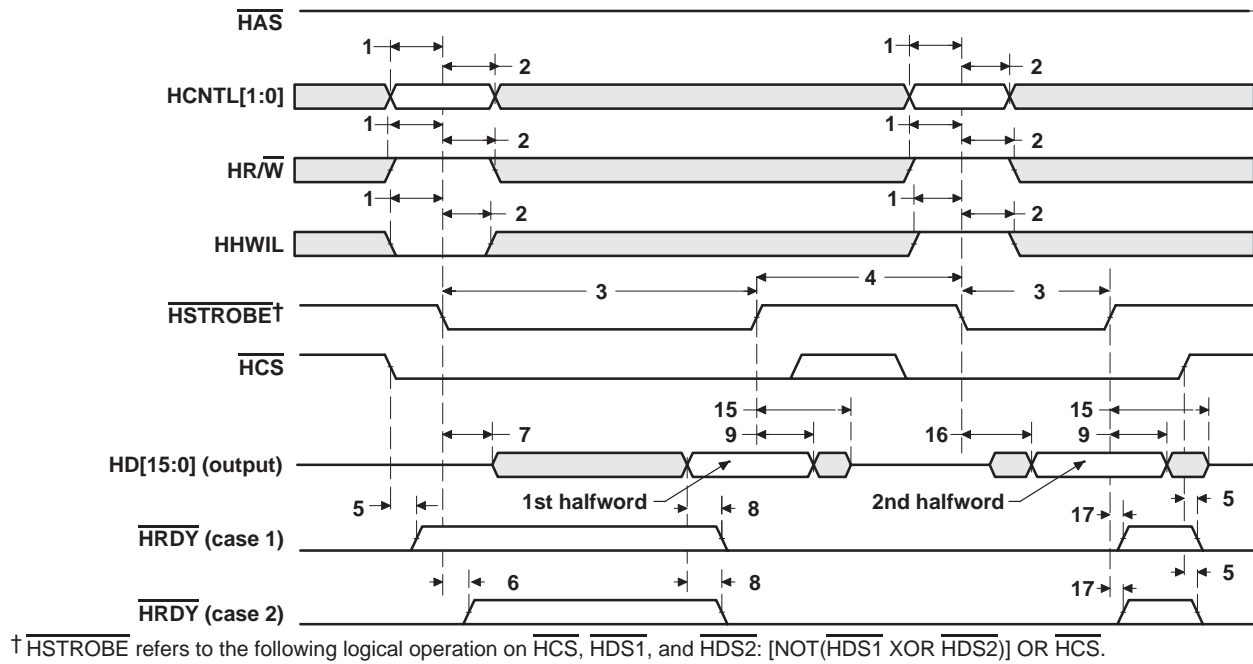 HAS
1
1
2
2
HCNTL[1:0]
1
1
2
2
HR/W
1
1
2
2
HHWIL
3
4
3
HSTROBE†
HCS
15
15
7
9
16
9
HD[15:0] (output)
1st halfword
2nd halfword
5
8
17
5
HRDY (case 1)
6
8
17
5
HRDY (case 2)
† HSTROBE refers to the following logical operation on HCS, HDS1, and HDS2: [NOT(HDS1 XOR HDS2)] OR HCS.